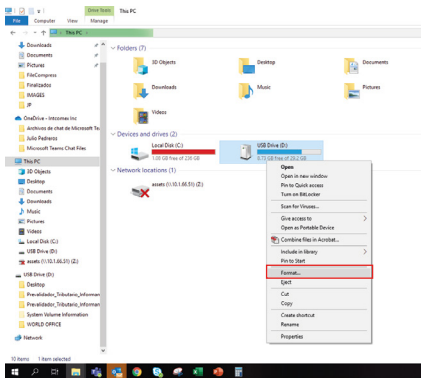 Drive Tools
This PC
File
Computer
View
Manage
This PC
Downloads
Documents
Pictures
FileCompress
Finalizados
IMAGES
JP
OneDrive - Intcomex Inc
Archivos de chat de Microsoft Te
Julio Pedreros
Microsoft Teams Chat Files
This PC
3D Objects
Desktop
Documents
Downloads
Music
Pictures
Videos
Local Disk (C:)
USB Drive (D:)
assets (\\10.1.66.51) (Z:)
USB Drive (D:)
Desktop
Prevalidador_Tributario_Informan
Prevalidador_Tributario_Informan
System Volume Information
WORLD OFFICE
Network
10 items
1 item selected
Folders (7)
3D Objects
Desktop
Documents
Downloads
Music
Pictures
Videos
Devices and drives (2)
Local Disk (C:)
USB Drive (D:)
Network locations (1)
assets (\\10.1.66.51) (Z:)
Open
Open in new window
Pin to Quick access
Turn on BitLocker
Scan for Viruses...
Give access to
Open as Portable Device
Combine files in Acrobat...
Include in library
Pin to Start
Format...
Eject
Cut
Copy
Create shortcut
Rename
Properties